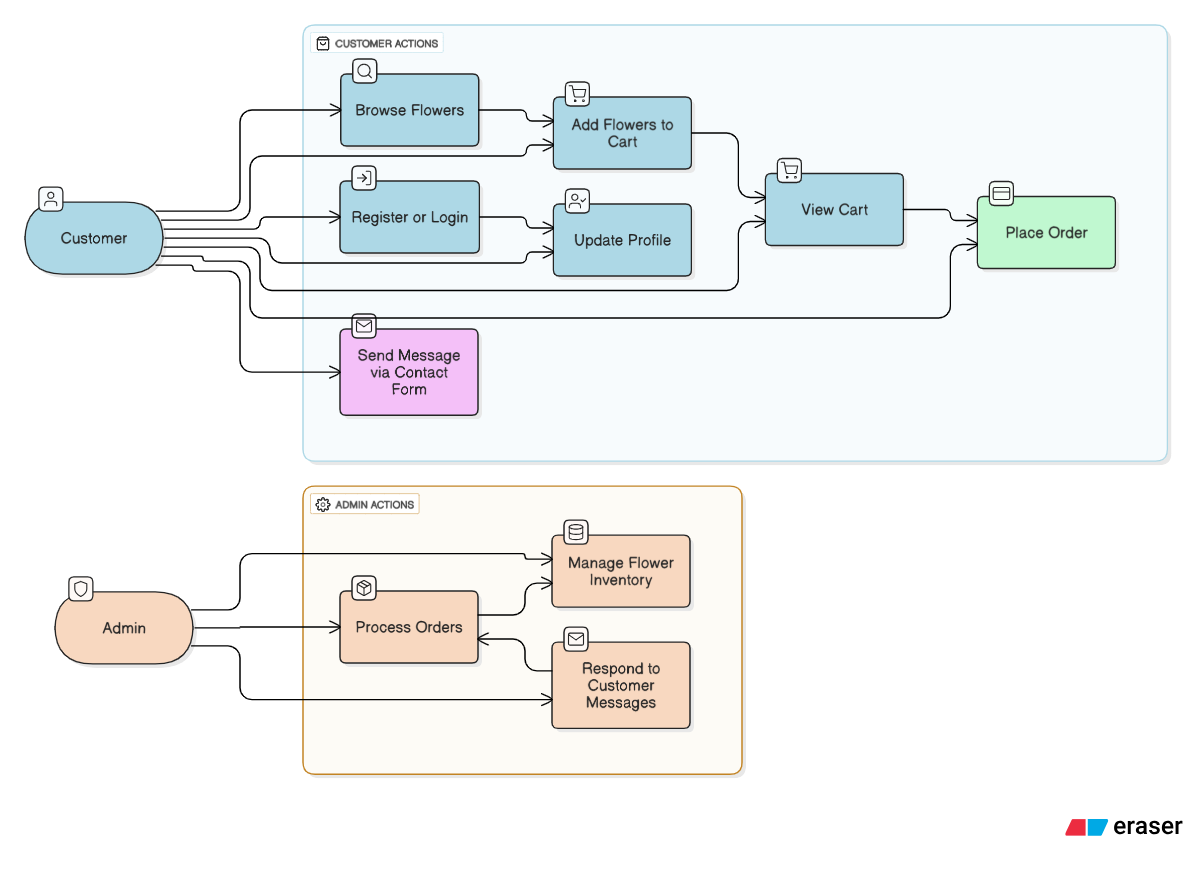 CUSTOMER ACTIONS
Browse Flowers
Add Flowers to
Cart
Register or Login
View Cart
Customer
Update Profile
Place Order
Send Message
via Contact
Form
ADMIN ACTIONS
Manage Flower
Inventory
Admin
Process Orders
Respond to
Customer
Messages
eraser